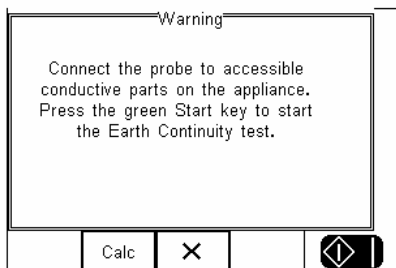 Warning
Connect the probe to accessible
conductive parts on the appliance.
Press the green Start key to start
the Earth Continuity test.
Calc